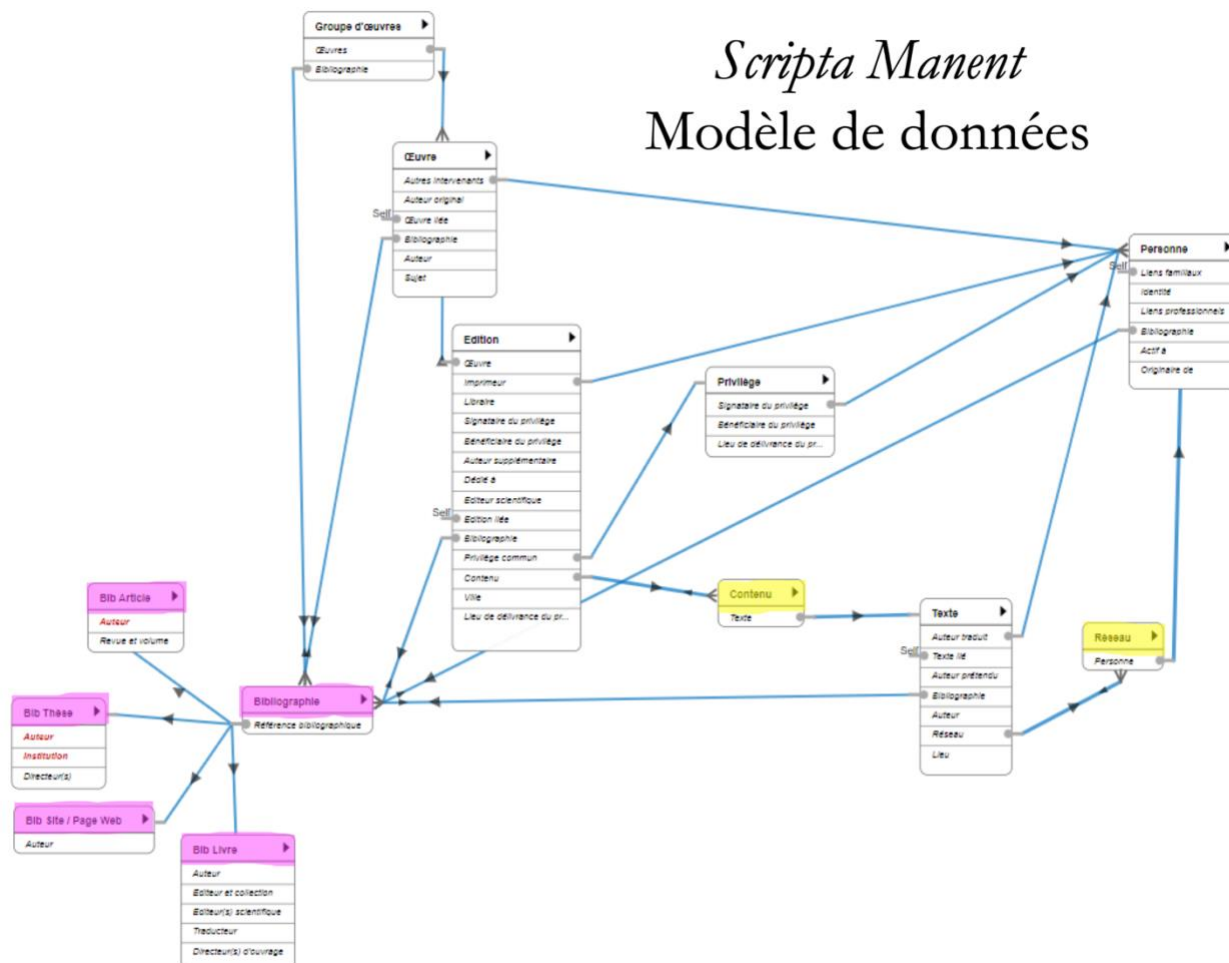 Scripta Manent
Modèle de données
Groupe d'œuvres
Œuvres
Bibliographie
Œuvre
Autres intervenants
Auteur original
Self
Œuvre liée
Bibliographie
Auteur
Sujet
Personne
Self
Liens familiaux
Identité
Liens professionnels
Bibliographie
Actif à
Originaire de
Edition
Œuvre
Imprimeur
Libraire
Signataire du privilège
Bénéficiaire du privilège
Auteur supplémentaire
Dédié à
Editeur scientifique
Self
Edition liée
Bibliographie
Privilège commun
Contenu
Ville
Lieu de délivrance du pr...
Privilège
Signataire du privilège
Bénéficiaire du privilège
Lieu de délivrance du pr...
Contenu
Texte
Texte
Auteur traduit
Self
Texte lié
Auteur prétendu
Bibliographie
Auteur
Réseau
Lieu
Réseau
Personne
Bib Article
Auteur
Revue et volume
Bibliographie
Référence bibliographique
Bib Thèse
Auteur
Institution
Directeur(s)
Bib Site / Page Web
Auteur
Bib Livre
Auteur
Editeur et collection
Editeur(s) scientifique
Traducteur
Directeur(s) d'ouvrage